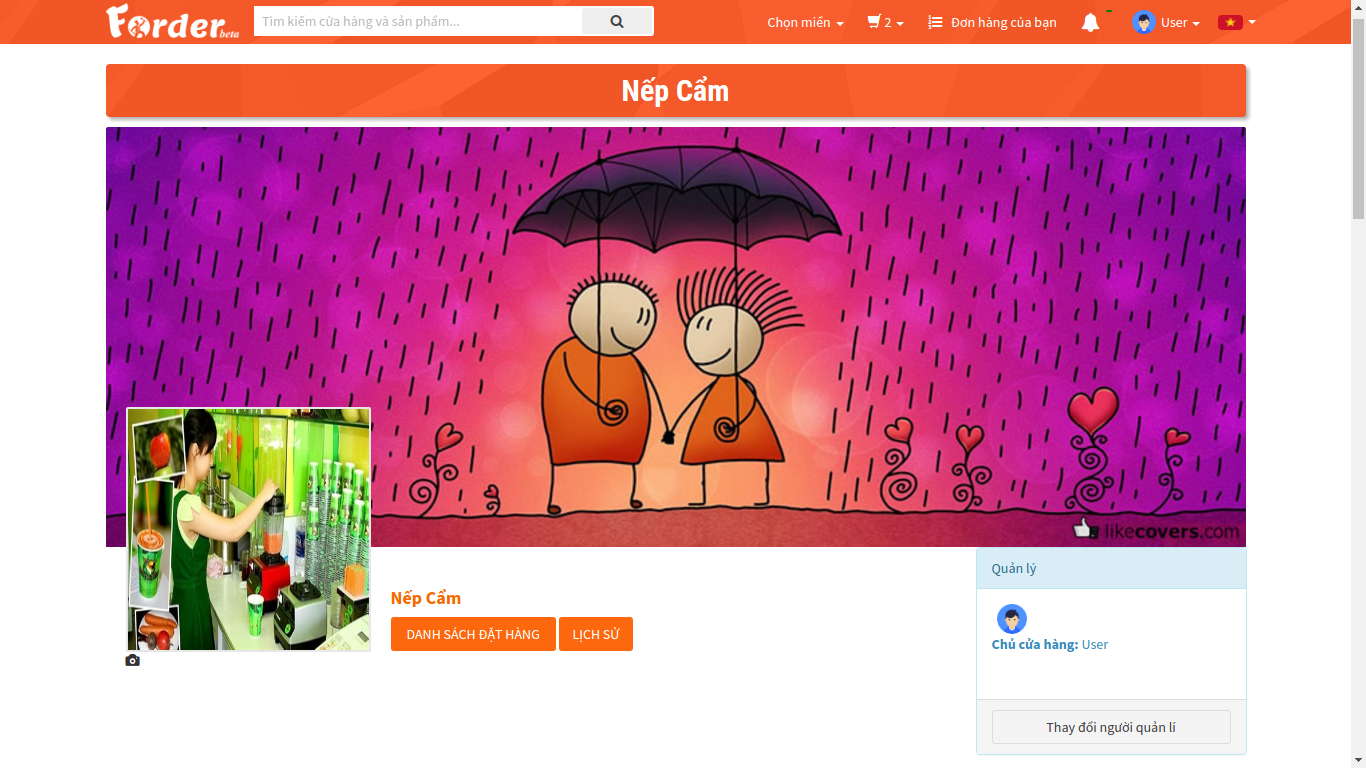 Forder beta
Tìm kiếm cửa hàng và sản phẩm...
Chọn miền
2
Đơn hàng của bạn
User
Nếp Cẩm
likecovers.com
Nếp Cẩm
DANH SÁCH ĐẶT HÀNG
LỊCH SỬ
Quản lý
Chủ cửa hàng: User
Thay đổi người quản lí